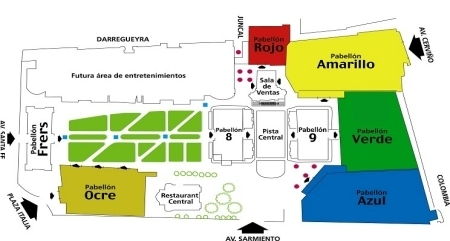 DARREGUEYRA
JUNCAL
AV. CERVIÑO
Pabellón
Rojo
Pabellón
Amarillo
Futura área de entretenimientos
Sala
de
Ventas
AV. SANTA FF
Pabellón
Frers
Pabellón
8
Pista
Central
Pabellón
9
Pabellón
Verde
Pabellón
Ocre
Restaurant
Central
Pabellón
Azul
COLOMBIA
PLAZA ITALIA
AV. SARMIENTO